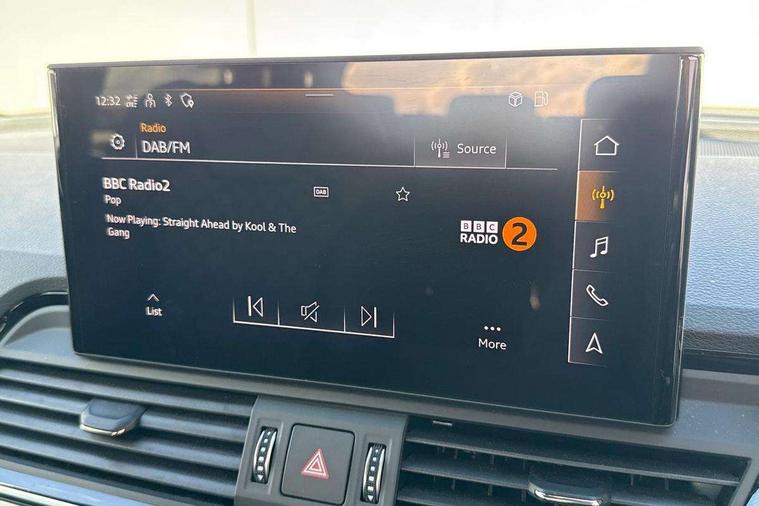 12:32
Radio
DAB/FM
Source
BBC Radio2
DAB
Pop
Now Playing: Straight Ahead by Kool & The
Gang
BBC
RADIO 2
List
More